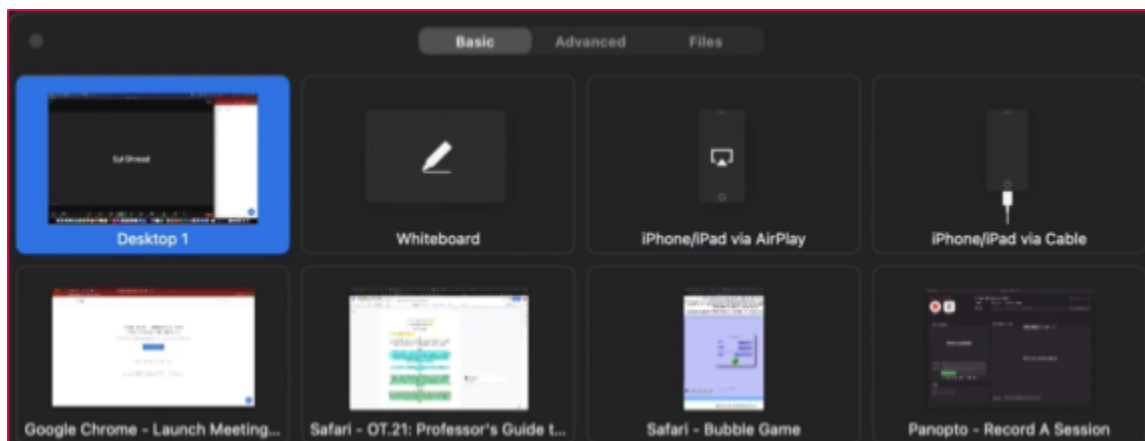 Basic Advanced Files
Desktop 1 Whiteboard iPhone/iPad via AirPlay iPhone/iPad via Cable
Google Chrome - Launch Meeting... Safari - OT.21: Professor's Guide t... Safari - Bubble Game Panopto - Record A Session